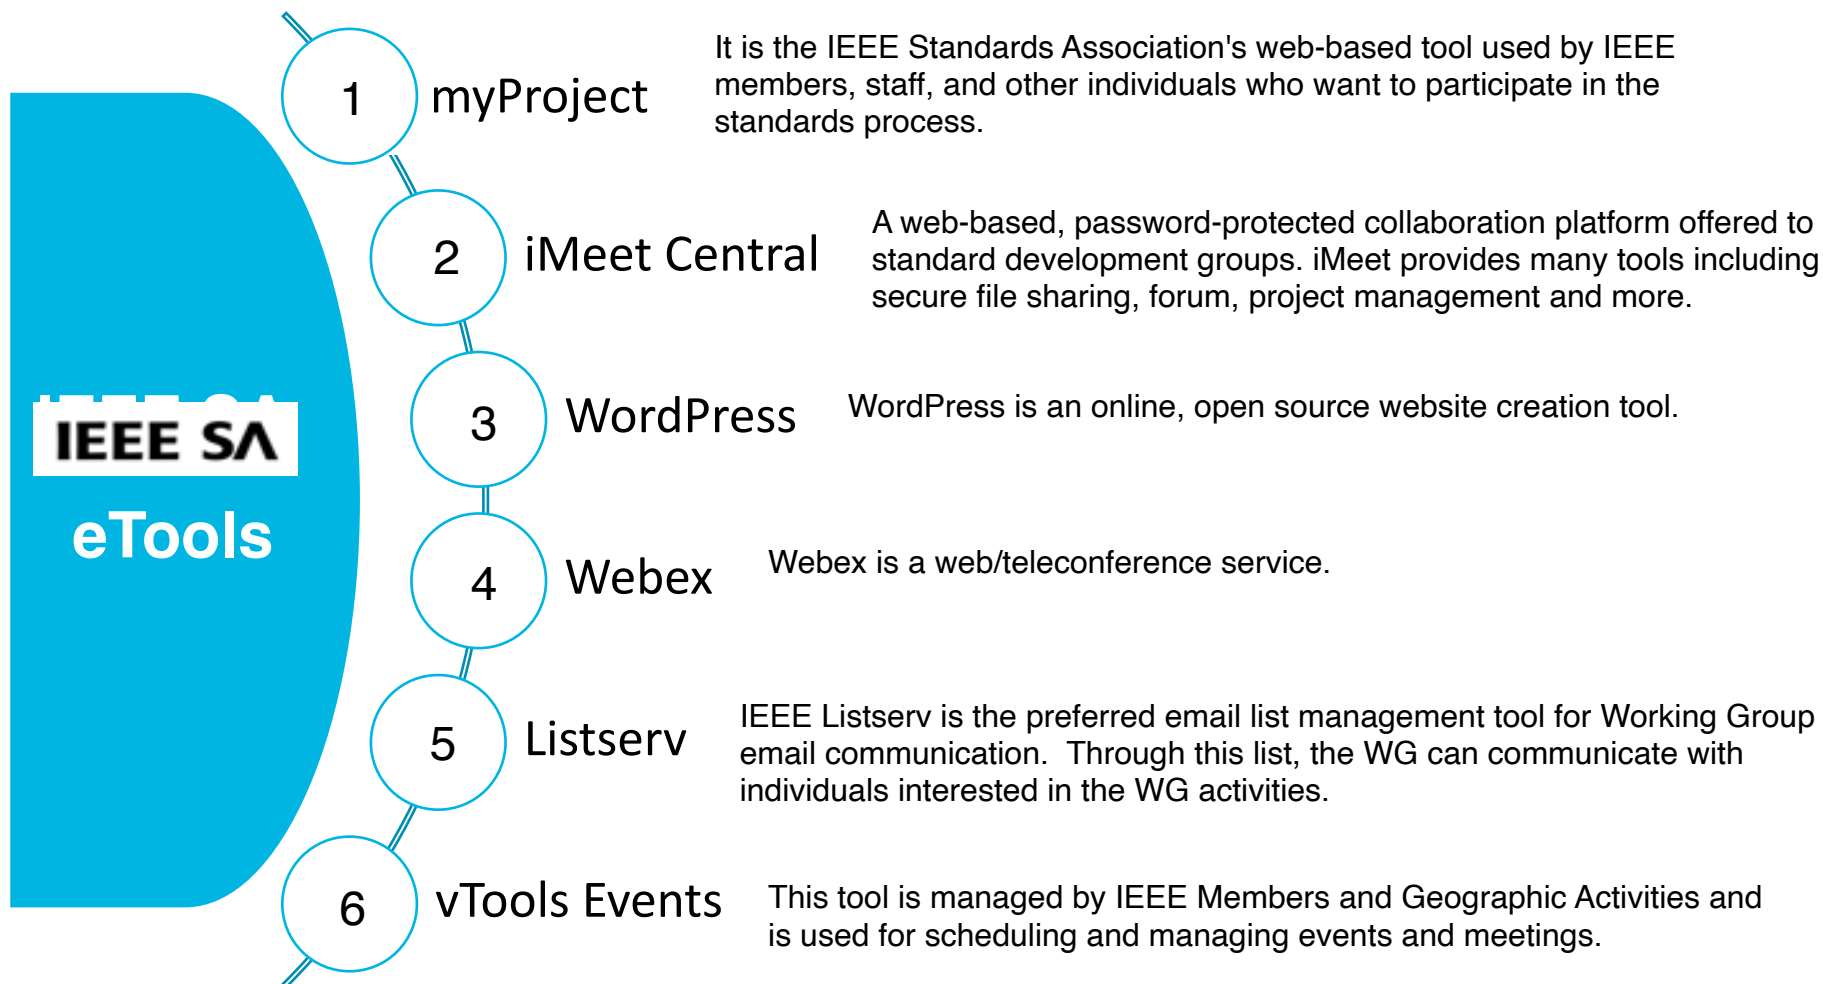 It is the IEEE Standards Association's web-based tool used by IEEE
members, staff, and other individuals who want to participate in the
standards process.
1
myProject
A web-based, password-protected collaboration platform offered to
standard development groups. iMeet provides many tools including
secure file sharing, forum, project management and more.
2
iMeet Central
3
WordPress
WordPress is an online, open source website creation tool.
IEEE SA
eTools
4
Webex
Webex is a web/teleconference service.
5
Listserv
IEEE Listserv is the preferred email list management tool for Working Group
email communication.  Through this list, the WG can communicate with
individuals interested in the WG activities.
6
vTools Events
This tool is managed by IEEE Members and Geographic Activities and
is used for scheduling and managing events and meetings.